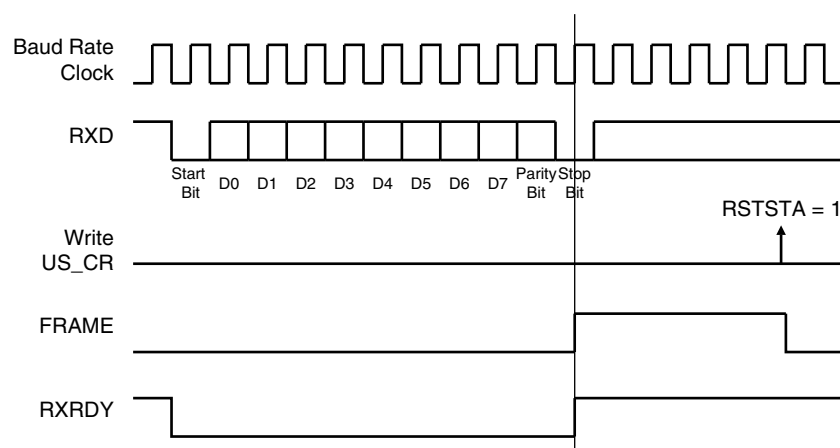 Baud Rate
Clock
RXD
Start
Bit
D0 D1 D2 D3 D4 D5 D6 D7
Parity
Bit
Stop
Bit
RSTSTA = 1
Write
US_CR
FRAME
RXRDY